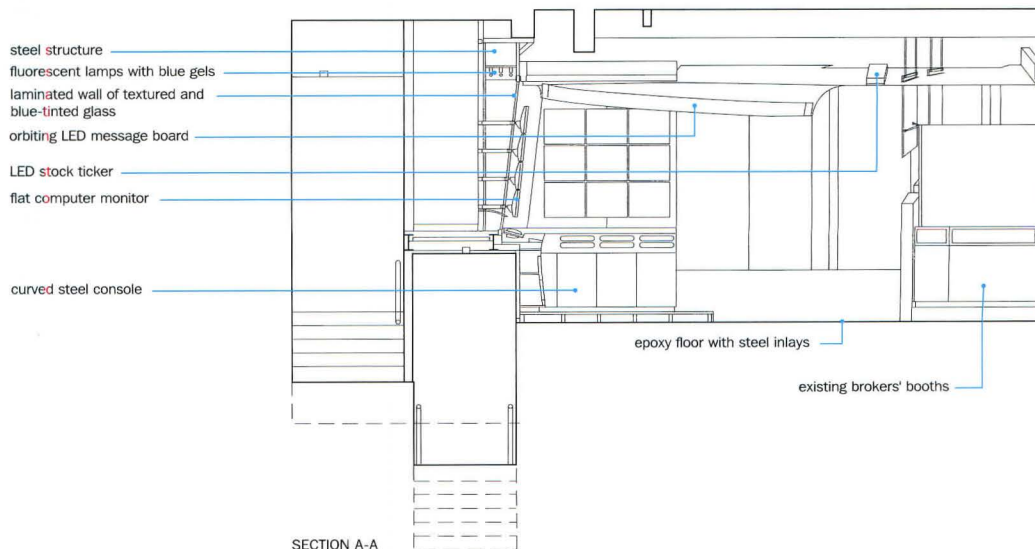 steel structure
fluorescent lamps with blue gels
laminated wall of textured and
blue-tinted glass
orbiting LED message board
LED stock ticker
flat computer monitor
curved steel console
epoxy floor with steel inlays
existing brokers' booths
SECTION A-A